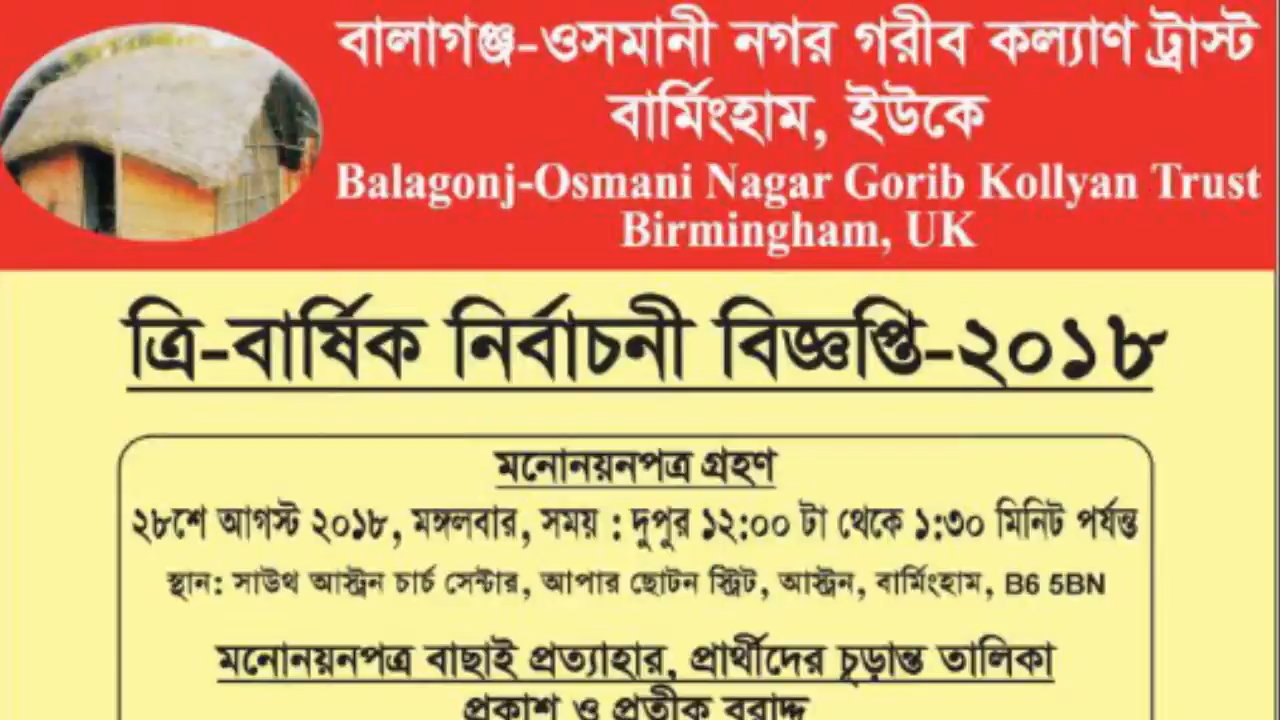 বালাগঞ্জ-ওসমানী নগর গরীব কল্যাণ ট্রাস্ট
বার্মিংহাম, ইউকে
Balagonj-Osmani Nagar Gorib Kollyan Trust
Birmingham, UK
ত্রি-বার্ষিক নির্বাচনী বিজ্ঞপ্তি-২০১৮
মনোনয়নপত্র গ্রহণ
২৮শে আগস্ট ২০১৮, মঙ্গলবার, সময় : দুপুর ১২:০০ টা থেকে ১:৩০ মিনিট পর্যন্ত
স্থান: সাউথ আস্ট্রন চার্চ সেন্টার, আপার ছোটন স্ট্রিট, আস্ট্রন, বার্মিংহাম, B6 5BN
মনোনয়নপত্র বাছাই প্রত্যাহার, প্রার্থীদের চূড়ান্ত তালিকা
প্রকাশ ও প্রতীক বরাদ্দ